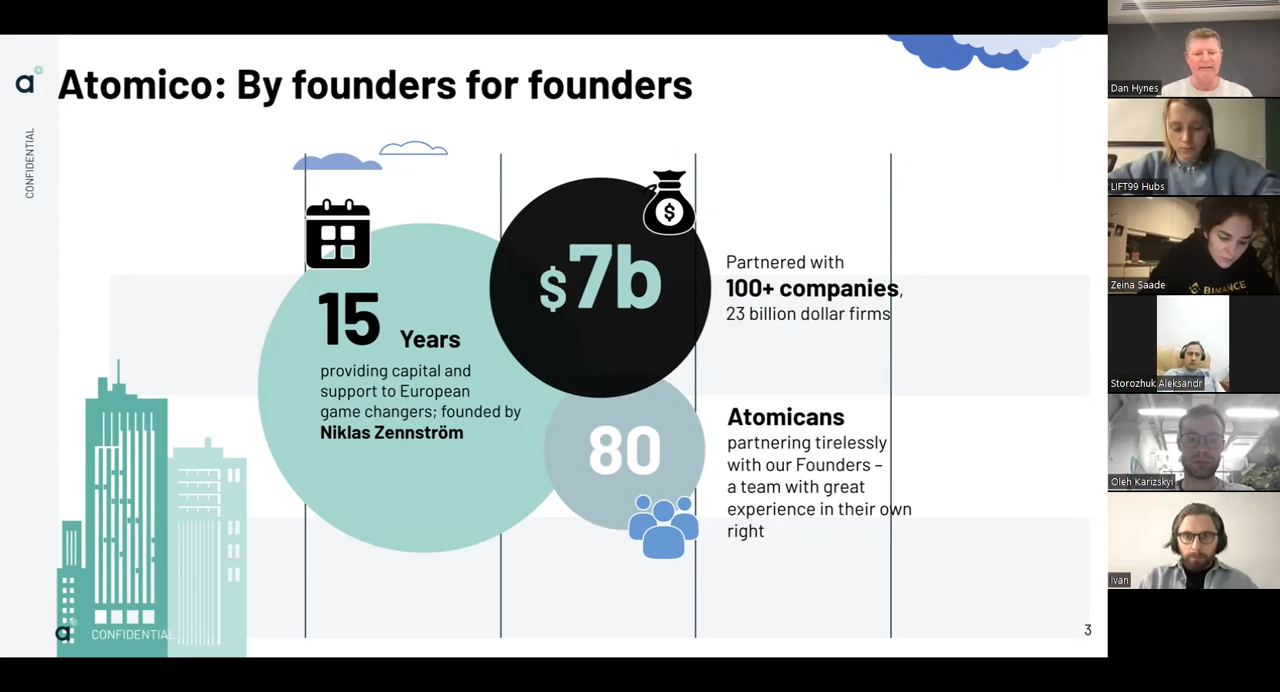 a
Atomico: By founders for founders
CONFIDENTIAL
15 Years
providing capital and
support to European
game changers; founded by
Niklas Zennström
$7b
$
Partnered with
100+ companies,
23 billion dollar firms
80
Atomicans
partnering tirelessly
with our Founders –
a team with great
experience in their own
right
a CONFIDENTIAL
3
Dan Hynes
LIFT99 Hubs
Zeina Saade
BINANCE
Storozhuk Aleksandr
Oleh Karizskyi
Ivan